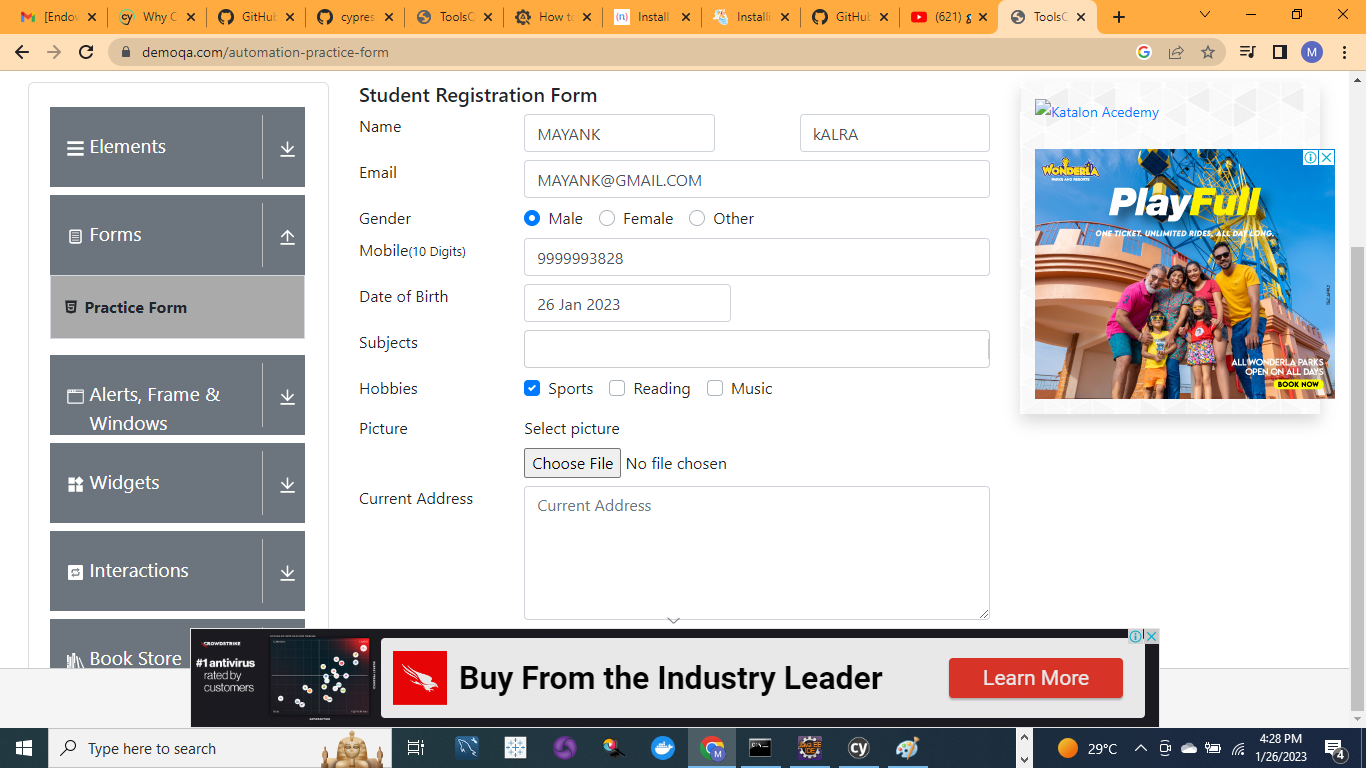 [Endov
Why C
GitHub
cypres
ToolsC
How to
Install
Installi
GitHub
(621) g
ToolsC
demoqa.com/automation-practice-form
M
Elements
Forms
Practice Form
Alerts, Frame &
Windows
Widgets
Interactions
Book Store
Student Registration Form
Name
MAYANK
kALRA
Email
MAYANK@GMAIL.COM
Gender
Male
Female
Other
Mobile(10 Digits)
9999993828
Date of Birth
26 Jan 2023
Subjects
Hobbies
Sports
Reading
Music
Picture
Select picture
Choose File No file chosen
Current Address
Current Address
Katalon Acedemy
WONDERLA
PARKS AND RESORTS
PlayFull
ONE TICKET. UNLIMITED RIDES, ALL DAY LONG.
ALL WONDERLA PARKS
OPEN ON ALL DAYS
BOOK NOW
CROWDSTRIKE
#1 antivirus
rated by
customers
Buy From the Industry Leader
Learn More
Type here to search
29°C
4:28 PM
1/26/2023
4